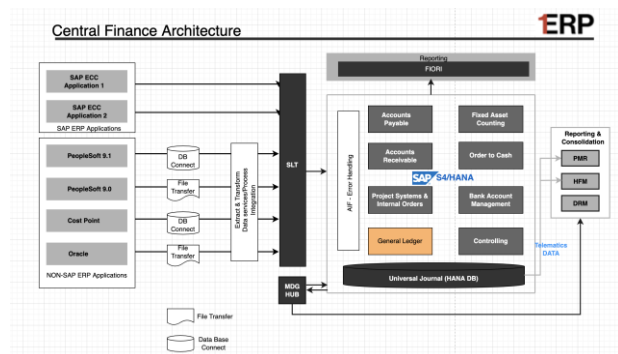 Central Finance Architecture
1ERP
Reporting
FIORI
SAP ECC
Application 1
SAP ECC
Application 2
SAP ERP Applications
PeopleSoft 9.1
PeopleSoft 9.0
Cost Point
Oracle
NON-SAP ERP Applications
DB
Connect
File
Transfer
DB
Connect
File
Transfer
Extract & Transform
Data services/Process
Integration
SLT
MDG
HUB
AIF - Error Handling
Accounts
Payable
Fixed Asset
Counting
Accounts
Receivable
Order to Cash
SAP S4/HANA
Project Systems &
Internal Orders
Bank Account
Management
General Ledger
Controlling
Universal Journal (HANA DB)
Reporting &
Consolidation
PMR
HFM
DRM
Telematics
DATA
File Transfer
Data Base
Connect